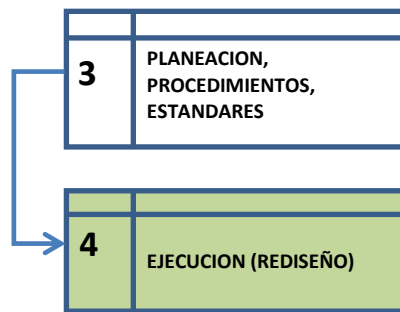 3
PLANEACION,
PROCEDIMIENTOS,
ESTANDARES
4
EJECUCION (REDISEÑO)